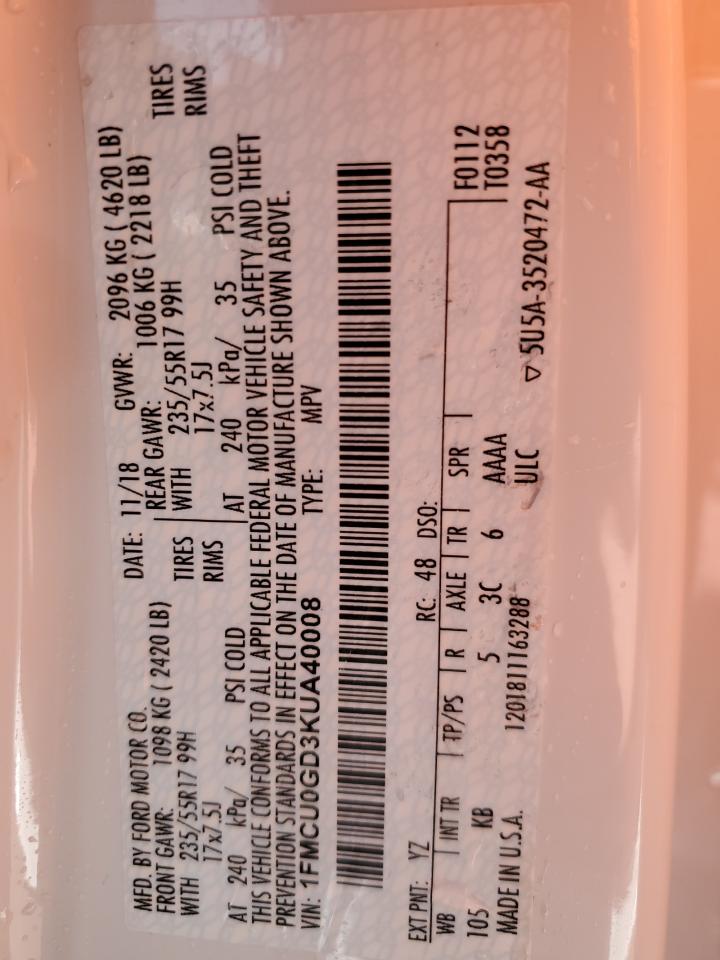 MFD. BY FORD MOTOR CO. DATE: 11/18 GVWR: 2096 KG ( 4620 LB)
FRONT GAWR: 1098 KG ( 2420 LB) REAR GAWR: 1006 KG ( 2218 LB)
WITH 235/55R17 99H TIRES WITH 235/55R17 99H TIRES
17x7.5J RIMS 17x7.5J RIMS
AT 240 kPa/ 35 PSI COLD AT 240 kPa/ 35 PSI COLD
THIS VEHICLE CONFORMS TO ALL APPLICABLE FEDERAL MOTOR VEHICLE SAFETY AND THEFT
PREVENTION STANDARDS IN EFFECT ON THE DATE OF MANUFACTURE SHOWN ABOVE.
VIN: 1FMCU0GD3KUA40008 TYPE: MPV
EXT PNT: YZ RC: 48 DSO:
WB INT TR TP/PS R AXLE TR SPR F0112
105 KB 5 3C 6 AAAA T0358
MADE IN U.S.A. 1201811163288 ULC
▽ 5U5A-3520472-AA